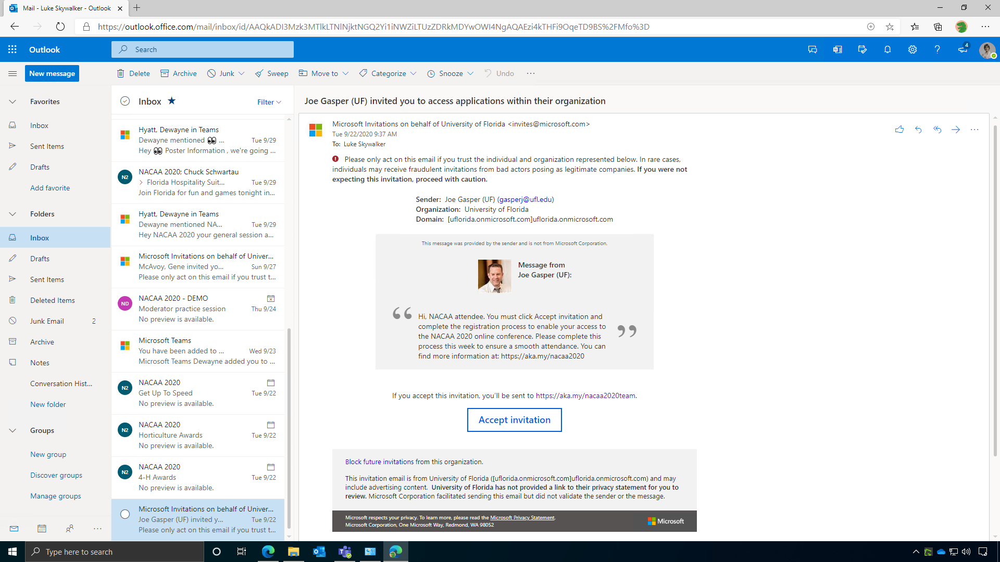 Mail - Luke Skywalker - Outlook
https://outlook.office.com/mail/inbox/id/AAQkADI3Mzk3MTlkLTNlNjktNGQ2Yi1iNWZiLTUzZDRkMDYwOWI4NgAQAEzi4kTHFi9OqeTD9BS%2FMfo%3D
Outlook
Search
4
New message
Delete
Archive
Junk
Sweep
Move to
Categorize
Snooze
Undo
Favorites
Inbox
Sent Items
Drafts
Add favorite
Folders
Inbox
Drafts
Sent Items
Deleted Items
Junk Email 2
Archive
Notes
Conversation Hist...
New folder
Groups
New group
Discover groups
Manage groups
Inbox
Filter
Hyatt, Dewayne in Teams
Dewayne mentioned 👀 ... Tue 9/29
Hey 👀 Poster Information , we're going ...
N2
NACAA 2020; Chuck Schwartau
Florida Hospitality Suit... Tue 9/29
Join Florida for fun and games tonight in...
Hyatt, Dewayne in Teams
Dewayne mentioned NA... Tue 9/29
Hey NACAA 2020 your general session a...
Microsoft Invitations on behalf of Univer...
McAvoy, Gene invited yo... Sun 9/27
Please only act on this email if you trust t...
ND
NACAA 2020 - DEMO
Moderator practice session Thu 9/24
No preview is available.
Microsoft Teams
You have been added to ... Wed 9/23
Microsoft Teams Dewayne added you to ...
N2
NACAA 2020
Get Up To Speed Tue 9/22
No preview is available.
N2
NACAA 2020
Horticulture Awards Tue 9/22
No preview is available.
N2
NACAA 2020
4-H Awards Tue 9/22
No preview is available.
Microsoft Invitations on behalf of Univer...
Joe Gasper (UF) invited y... Tue 9/22
Please only act on this email if you trust t...
Joe Gasper (UF) invited you to access applications within their organization
Microsoft Invitations on behalf of University of Florida <invites@microsoft.com>
Tue 9/22/2020 9:37 AM
To: Luke Skywalker
Please only act on this email if you trust the individual and organization represented below. In rare cases,
individuals may receive fraudulent invitations from bad actors posing as legitimate companies. If you were not
expecting this invitation, proceed with caution.
Sender: Joe Gasper (UF) (gasperj@ufl.edu)
Organization: University of Florida
Domain: [uflorida.onmicrosoft.com]uflorida.onmicrosoft.com
This message was provided by the sender and is not from Microsoft Corporation.
Message from
Joe Gasper (UF):
“ Hi, NACAA attendee. You must click Accept invitation and
complete the registration process to enable your access to
the NACAA 2020 online conference. Please complete this
process this week to ensure a smooth attendance. You can
find more information at: https://aka.my/nacaa2020 ”
If you accept this invitation, you’ll be sent to https://aka.my/nacaa2020team.
Accept invitation
Block future invitations from this organization.
This invitation email is from University of Florida ([uflorida.onmicrosoft.com]uflorida.onmicrosoft.com) and may
include advertising content. University of Florida has not provided a link to their privacy statement for you to
review. Microsoft Corporation facilitated sending this email but did not validate the sender or the message.
Microsoft respects your privacy. To learn more, please read the Microsoft Privacy Statement.
Microsoft Corporation, One Microsoft Way, Redmond, WA 98052
Microsoft
Type here to search